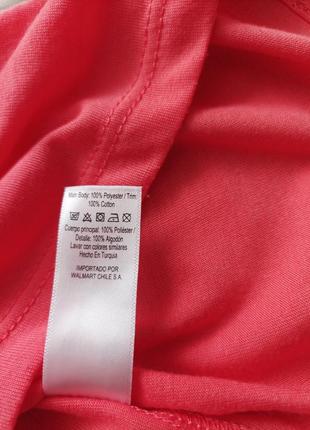 Main Body: 100% Polyester / Trim:
100% Cotton
Cuerpo principal: 100% Poliéster /
Detalle: 100% Algodón
Lavar con colores similares
Hecho En Turquia
IMPORTADO POR
WALMART CHILE S.A.